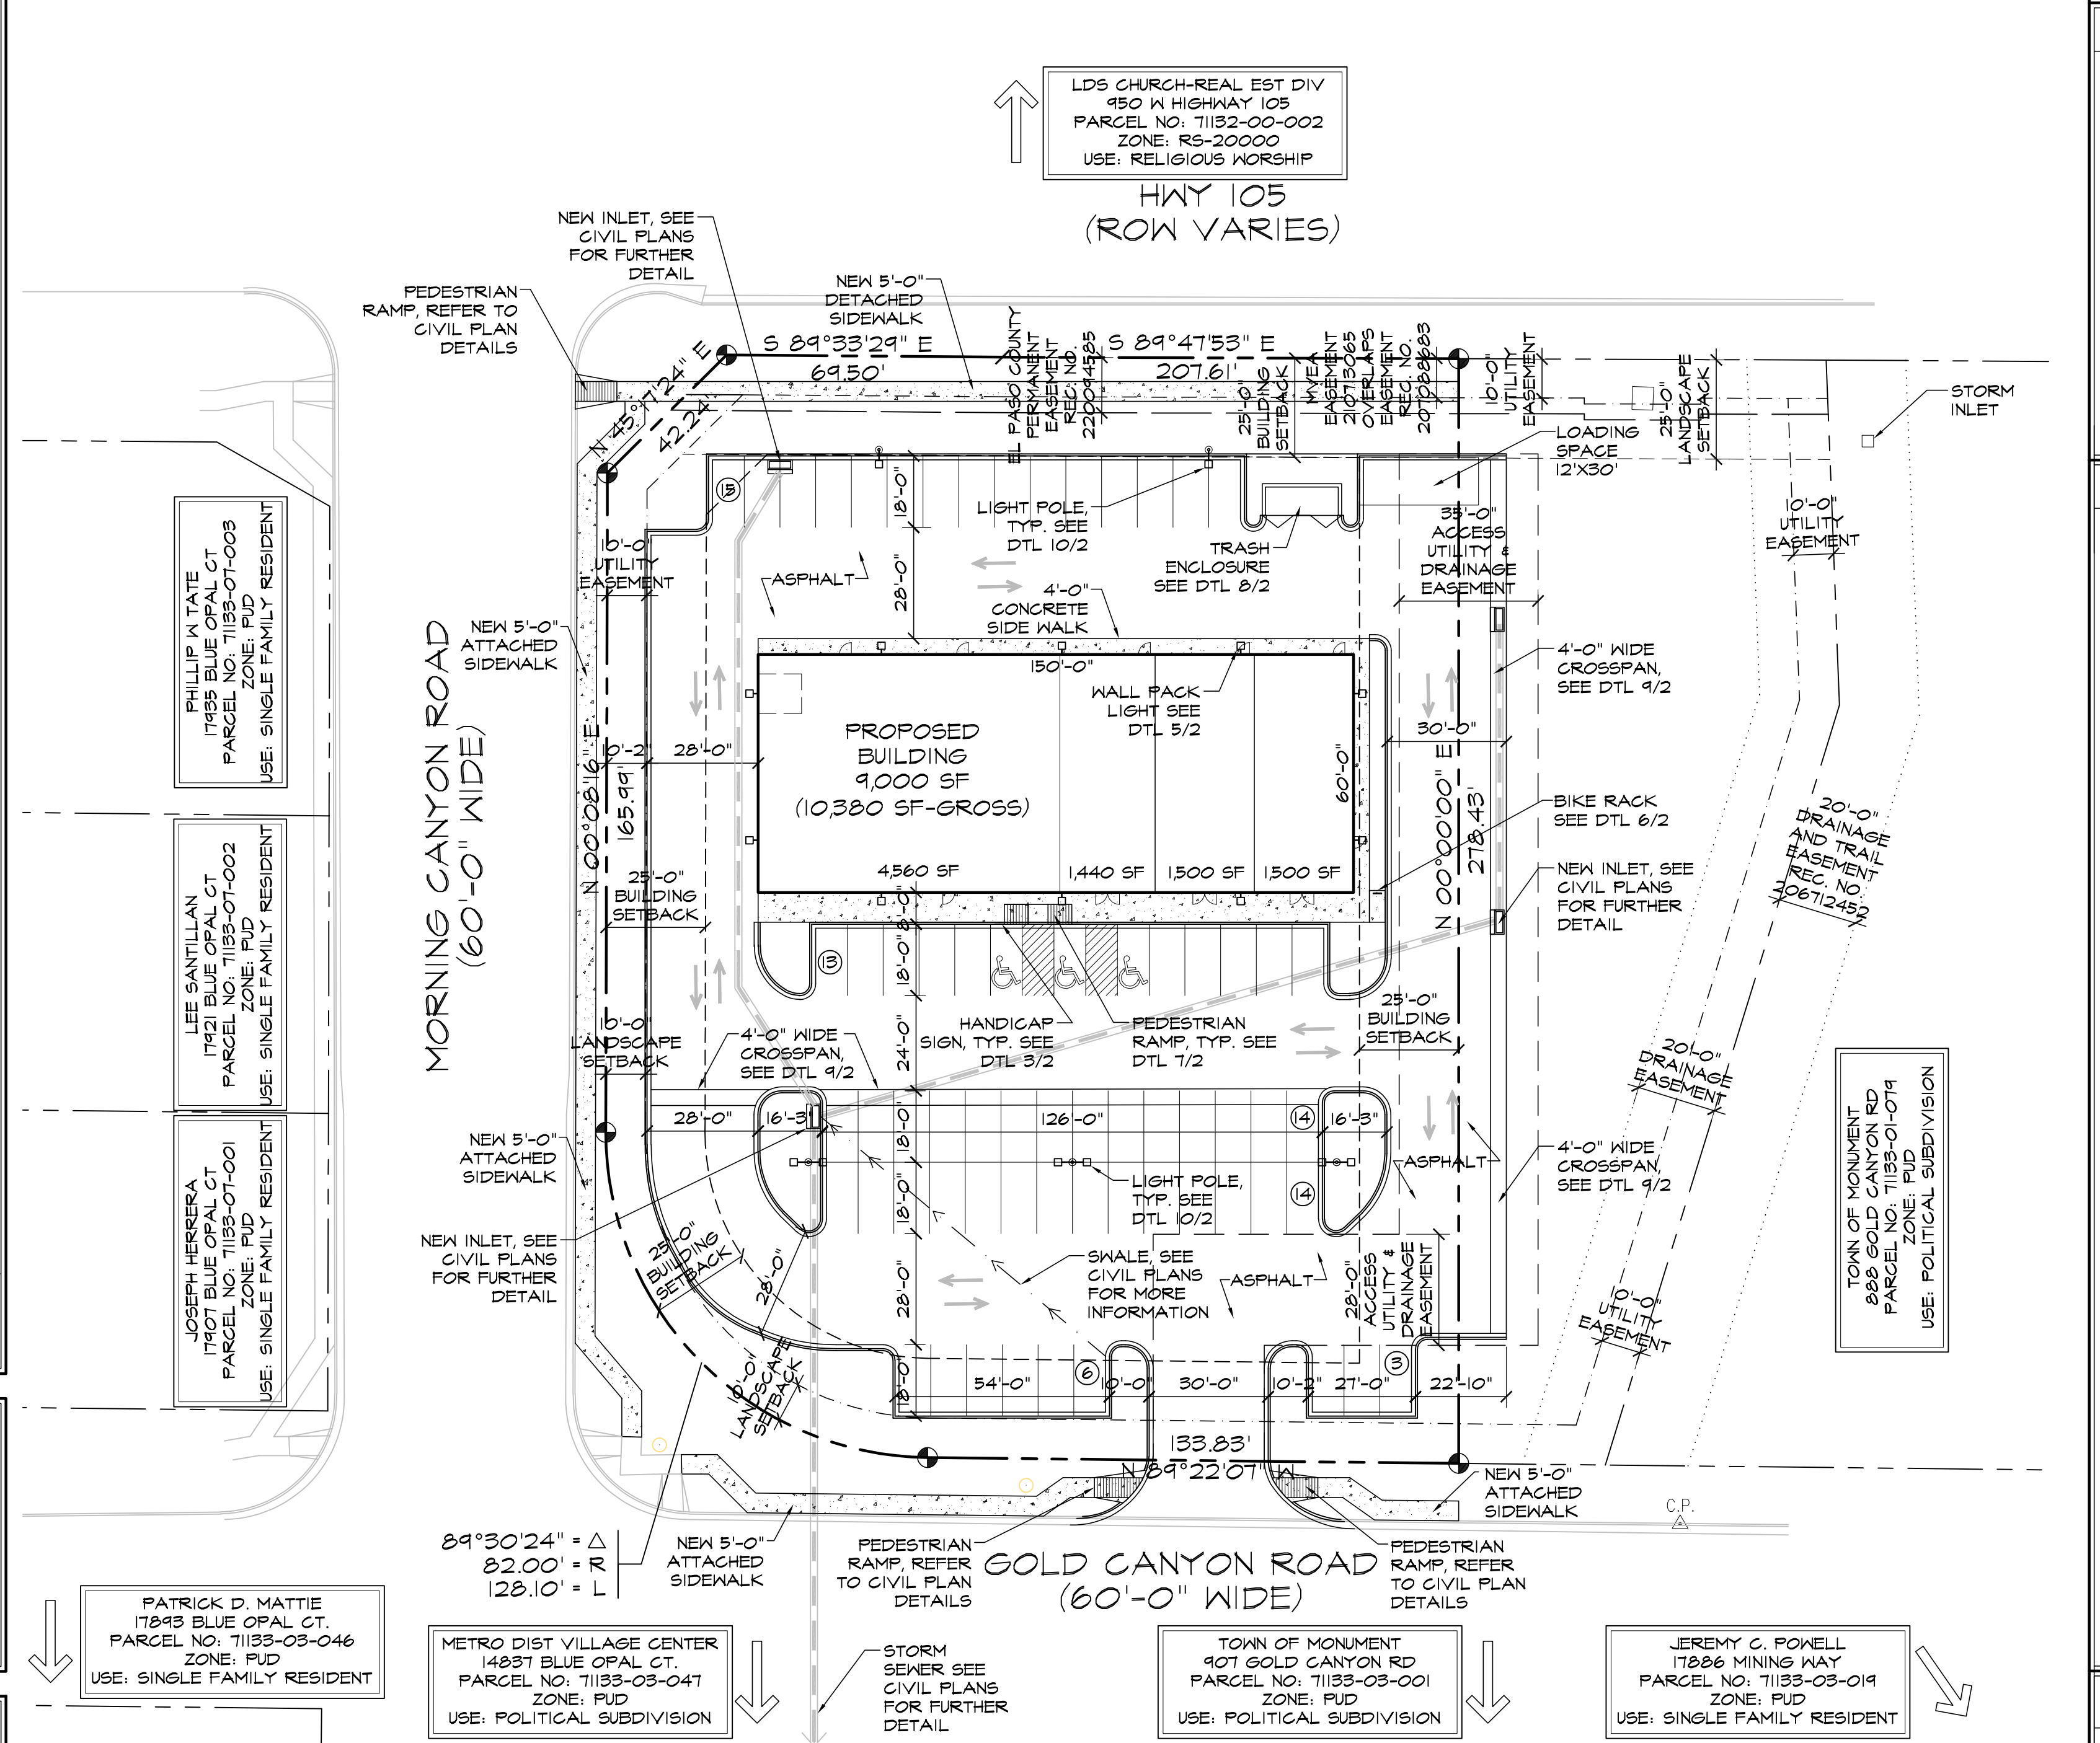 LDS CHURCH-REAL EST DIV
950 W HIGHWAY 105
PARCEL NO: 71132-00-002
ZONE: RS-20000
USE: RELIGIOUS WORSHIP
HWY 105
(ROW VARIES)
NEW INLET, SEE
CIVIL PLANS
FOR FURTHER
DETAIL
PEDESTRIAN
RAMP, REFER TO
CIVIL PLAN
DETAILS
NEW 5'-0"
DETACHED
SIDEWALK
S 89°33'29" E
69.50'
EL PASO COUNTY
PERMANENT
EASEMENT
REC. NO.
220094585
S 89°47'53" E
207.61'
25'-0"
BUILDING
SETBACK
MVEA
EASEMENT
210713065
OVERLAPS
EASEMENT
REC. NO.
207088683
10'-0"
UTILITY
EASEMENT
25'-0"
LANDSCAPE
SETBACK
STORM
INLET
N 45°17'24" E
42.24'
LOADING
SPACE
12'X30'
15
18'-0"
LIGHT POLE,
TYP. SEE
DTL 10/2
TRASH
ENCLOSURE
SEE DTL 8/2
35'-0"
ACCESS
UTILITY &
DRAINAGE
EASEMENT
10'-0"
UTILITY
EASEMENT
10'-0"
UTILITY
EASEMENT
ASPHALT
28'-0"
4'-0"
CONCRETE
SIDE WALK
PHILLIP W TATE
17935 BLUE OPAL CT
PARCEL NO: 71133-07-003
ZONE: PUD
USE: SINGLE FAMILY RESIDENT
NEW 5'-0"
ATTACHED
SIDEWALK
MORNING CANYON ROAD
(60'-0" WIDE)
150'-0"
WALL PACK
LIGHT SEE
DTL 5/2
4'-0" WIDE
CROSSPAN,
SEE DTL 9/2
PROPOSED
BUILDING
9,000 SF
(10,380 SF-GROSS)
10'-2"
28'-0"
30'-0"
60'-0"
N 00°08'16" E
165.99'
N 00°00'00" E
278.43'
BIKE RACK
SEE DTL 6/2
20'-0"
DRAINAGE
AND TRAIL
EASEMENT
REC. NO.
206712452
4,560 SF
1,440 SF
1,500 SF
1,500 SF
LEE SANTILLAN
17921 BLUE OPAL CT
PARCEL NO: 71133-07-002
ZONE: PUD
USE: SINGLE FAMILY RESIDENT
25'-0"
BUILDING
SETBACK
8'-0"
NEW INLET, SEE
CIVIL PLANS
FOR FURTHER
DETAIL
13
18'-0"
10'-0"
LANDSCAPE
SETBACK
4'-0" WIDE
CROSSPAN,
SEE DTL 9/2
24'-0"
HANDICAP
SIGN, TYP. SEE
DTL 3/2
PEDESTRIAN
RAMP, TYP. SEE
DTL 7/2
25'-0"
BUILDING
SETBACK
20'-0"
DRAINAGE
EASEMENT
28'-0"
16'-3"
126'-0"
14
16'-3"
18'-0"
NEW 5'-0"
ATTACHED
SIDEWALK
ASPHALT
4'-0" WIDE
CROSSPAN,
SEE DTL 9/2
18'-0"
LIGHT POLE,
TYP. SEE
DTL 10/2
14
TOWN OF MONUMENT
888 GOLD CANYON RD
PARCEL NO: 71133-01-079
ZONE: PUD
USE: POLITICAL SUBDIVISION
JOSEPH HERRERA
17907 BLUE OPAL CT
PARCEL NO: 71133-07-001
ZONE: PUD
USE: SINGLE FAMILY RESIDENT
NEW INLET, SEE
CIVIL PLANS
FOR FURTHER
DETAIL
25'-0"
BUILDING
SETBACK
28'-0"
28'-0"
SWALE, SEE
CIVIL PLANS
FOR MORE
INFORMATION
ASPHALT
28'-0"
ACCESS
UTILITY &
DRAINAGE
EASEMENT
10'-0"
UTILITY
EASEMENT
10'-0"
LANDSCAPE
SETBACK
18'-0"
54'-0"
6
10'-0"
30'-0"
10'-2"
27'-0"
3
22'-10"
133.83'
N 89°22'07" W
NEW 5'-0"
ATTACHED
SIDEWALK
C.P.
89°30'24" = △
82.00' = R
128.10' = L
NEW 5'-0"
ATTACHED
SIDEWALK
PEDESTRIAN
RAMP, REFER
TO CIVIL PLAN
DETAILS
GOLD CANYON ROAD
(60'-0" WIDE)
PEDESTRIAN
RAMP, REFER
TO CIVIL PLAN
DETAILS
PATRICK D. MATTIE
17893 BLUE OPAL CT.
PARCEL NO: 71133-03-046
ZONE: PUD
USE: SINGLE FAMILY RESIDENT
METRO DIST VILLAGE CENTER
14837 BLUE OPAL CT.
PARCEL NO: 71133-03-047
ZONE: PUD
USE: POLITICAL SUBDIVISION
STORM
SEWER SEE
CIVIL PLANS
FOR FURTHER
DETAIL
TOWN OF MONUMENT
907 GOLD CANYON RD
PARCEL NO: 71133-03-001
ZONE: PUD
USE: POLITICAL SUBDIVISION
JEREMY C. POWELL
17886 MINING WAY
PARCEL NO: 71133-03-019
ZONE: PUD
USE: SINGLE FAMILY RESIDENT